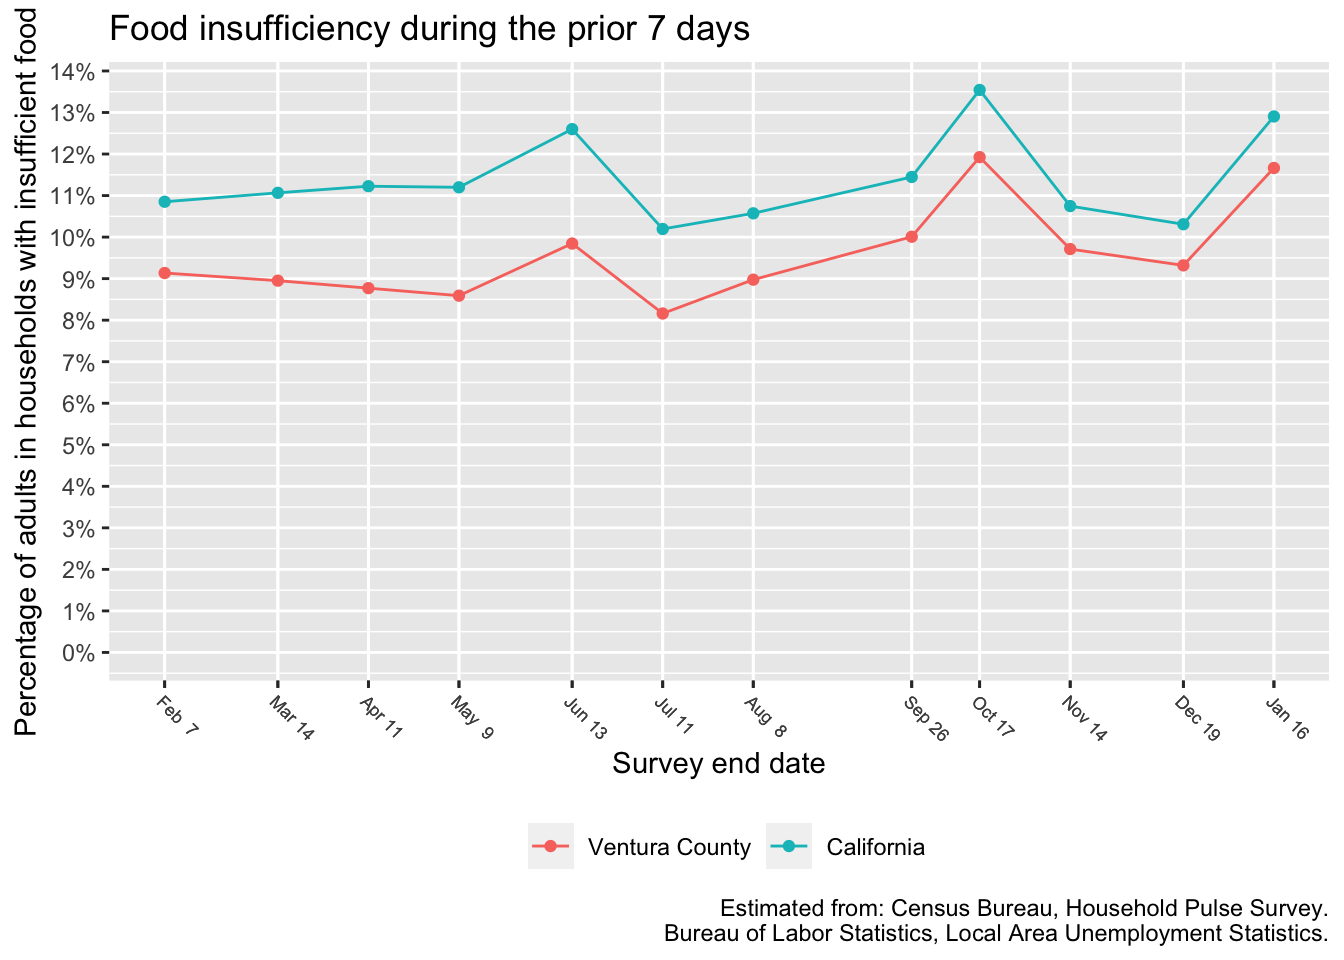 Food insufficiency during the prior 7 days
Percentage of adults in households with insufficient food
14%
13%
12%
11%
10%
9%
8%
7%
6%
5%
4%
3%
2%
1%
0%
Feb 7
Mar 14
Apr 11
May 9
Jun 13
Jul 11
Aug 8
Sep 26
Oct 17
Nov 14
Dec 19
Jan 16
Survey end date
Ventura County
California
Estimated from: Census Bureau, Household Pulse Survey.
Bureau of Labor Statistics, Local Area Unemployment Statistics.